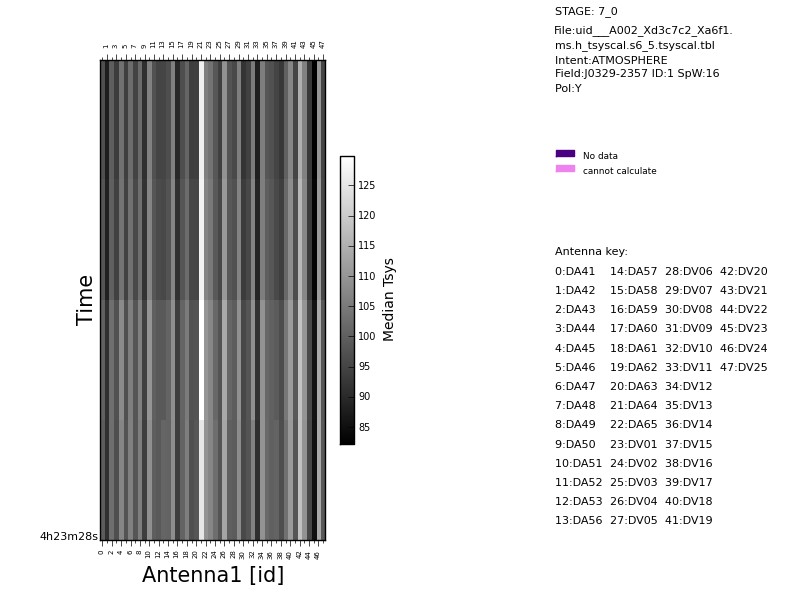 STAGE: 7_0
File:uid___A002_Xd3c7c2_Xa6f1.
ms.h_tsyscal.s6_5.tsyscal.tbl
Intent:ATMOSPHERE
Field:J0329-2357 ID:1 SpW:16
Pol:Y
1 3 5 7 9 11 13 15 17 19 21 23 25 27 29 31 33 35 37 39 41 43 45 47
No data
cannot calculate
125
120
115
110
105
100
95
90
85
Median Tsys
Time
4h23m28s
0 2 4 6 8 10 12 14 16 18 20 22 24 26 28 30 32 34 36 38 40 42 44 46
Antenna1 [id]
Antenna key:
0:DA41 14:DA57 28:DV06 42:DV20
1:DA42 15:DA58 29:DV07 43:DV21
2:DA43 16:DA59 30:DV08 44:DV22
3:DA44 17:DA60 31:DV09 45:DV23
4:DA45 18:DA61 32:DV10 46:DV24
5:DA46 19:DA62 33:DV11 47:DV25
6:DA47 20:DA63 34:DV12
7:DA48 21:DA64 35:DV13
8:DA49 22:DA65 36:DV14
9:DA50 23:DV01 37:DV15
10:DA51 24:DV02 38:DV16
11:DA52 25:DV03 39:DV17
12:DA53 26:DV04 40:DV18
13:DA56 27:DV05 41:DV19